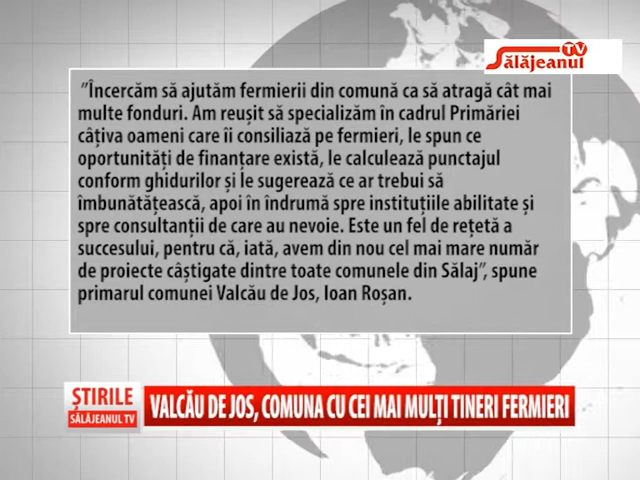 Sălăjeanul TV
”Încercăm să ajutăm fermierii din comună ca să atragă cât mai
multe fonduri. Am reușit să specializăm în cadrul Primăriei
câțiva oameni care îi consiliază pe fermieri, le spun ce
oportunități de finanțare există, le calculează punctajul
conform ghidurilor și le sugerează ce ar trebui să
îmbunătățească, apoi în îndrumă spre instituțiile abilitate și
spre consultanții de care au nevoie. Este un fel de rețetă a
succesului, pentru că, iată, avem din nou cel mai mare număr
de proiecte câștigate dintre toate comunele din Sălaj”, spune
primarul comunei Valcău de Jos, Ioan Roșan.
ȘTIRILE
SĂLĂJEANUL TV
VALCĂU DE JOS, COMUNA CU CEI MAI MULȚI TINERI FERMIERI